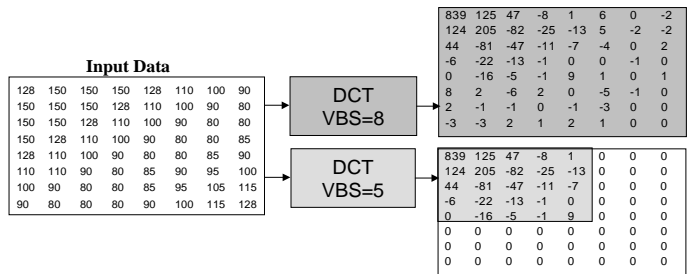 Input Data
128 150 150 150 128 110 100 90
150 150 150 128 110 100 90 80
150 150 128 110 100 90 80 80
150 128 110 100 90 80 80 85
128 110 100 90 80 80 85 90
110 110 90 80 85 90 95 100
100 90 80 80 85 95 105 115
90 80 80 80 90 100 115 128
DCT
VBS=8
839 125 47 -8 1 6 0 -2
124 205 -82 -25 -13 5 -2 -2
44 -81 -47 -11 -7 -4 0 2
-6 -22 -13 -1 0 0 -1 0
0 -16 -5 -1 9 1 0 1
8 2 -6 2 0 -5 -1 0
2 -1 -1 0 -1 -3 0 0
-3 -3 2 1 2 1 0 0
DCT
VBS=5
839 125 47 -8 1 0 0 0
124 205 -82 -25 -13 0 0 0
44 -81 -47 -11 -7 0 0 0
-6 -22 -13 -1 0 0 0 0
0 -16 -5 -1 9 0 0 0
0 0 0 0 0 0 0 0
0 0 0 0 0 0 0 0
0 0 0 0 0 0 0 0